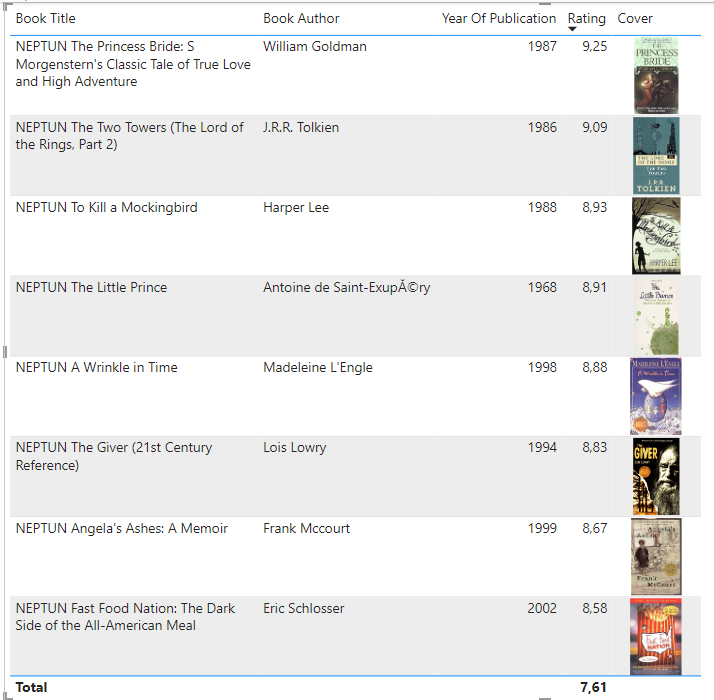 Book Title Book Author Year Of Publication Rating Cover
NEPTUN The Princess Bride: S William Goldman 1987 9,25
Morgenstern's Classic Tale of True Love
and High Adventure
THE
PRINCESS
BRIDE
NEPTUN The Two Towers (The Lord of J.R.R. Tolkien 1986 9,09
the Rings, Part 2)
THE LORD
OF THE RINGS
THE TWO
TOWERS
J.R.R.
TOLKIEN
NEPTUN To Kill a Mockingbird Harper Lee 1988 8,93
To Kill a
Mockingbird
HARPER LEE
NEPTUN The Little Prince Antoine de Saint-ExupĂ©ry 1968 8,91
The
Little Prince
NEPTUN A Wrinkle in Time Madeleine L'Engle 1998 8,88
MADELEINE L'ENGLE
A Wrinkle in Time
NEPTUN The Giver (21st Century Lois Lowry 1994 8,83
Reference)
THE
GIVER
LOIS LOWRY
NEPTUN Angela's Ashes: A Memoir Frank Mccourt 1999 8,67
Angela's
Ashes
Frank
McCourt
NEPTUN Fast Food Nation: The Dark Eric Schlosser 2002 8,58
Side of the All-American Meal
Fast Food
NATION
Total 7,61